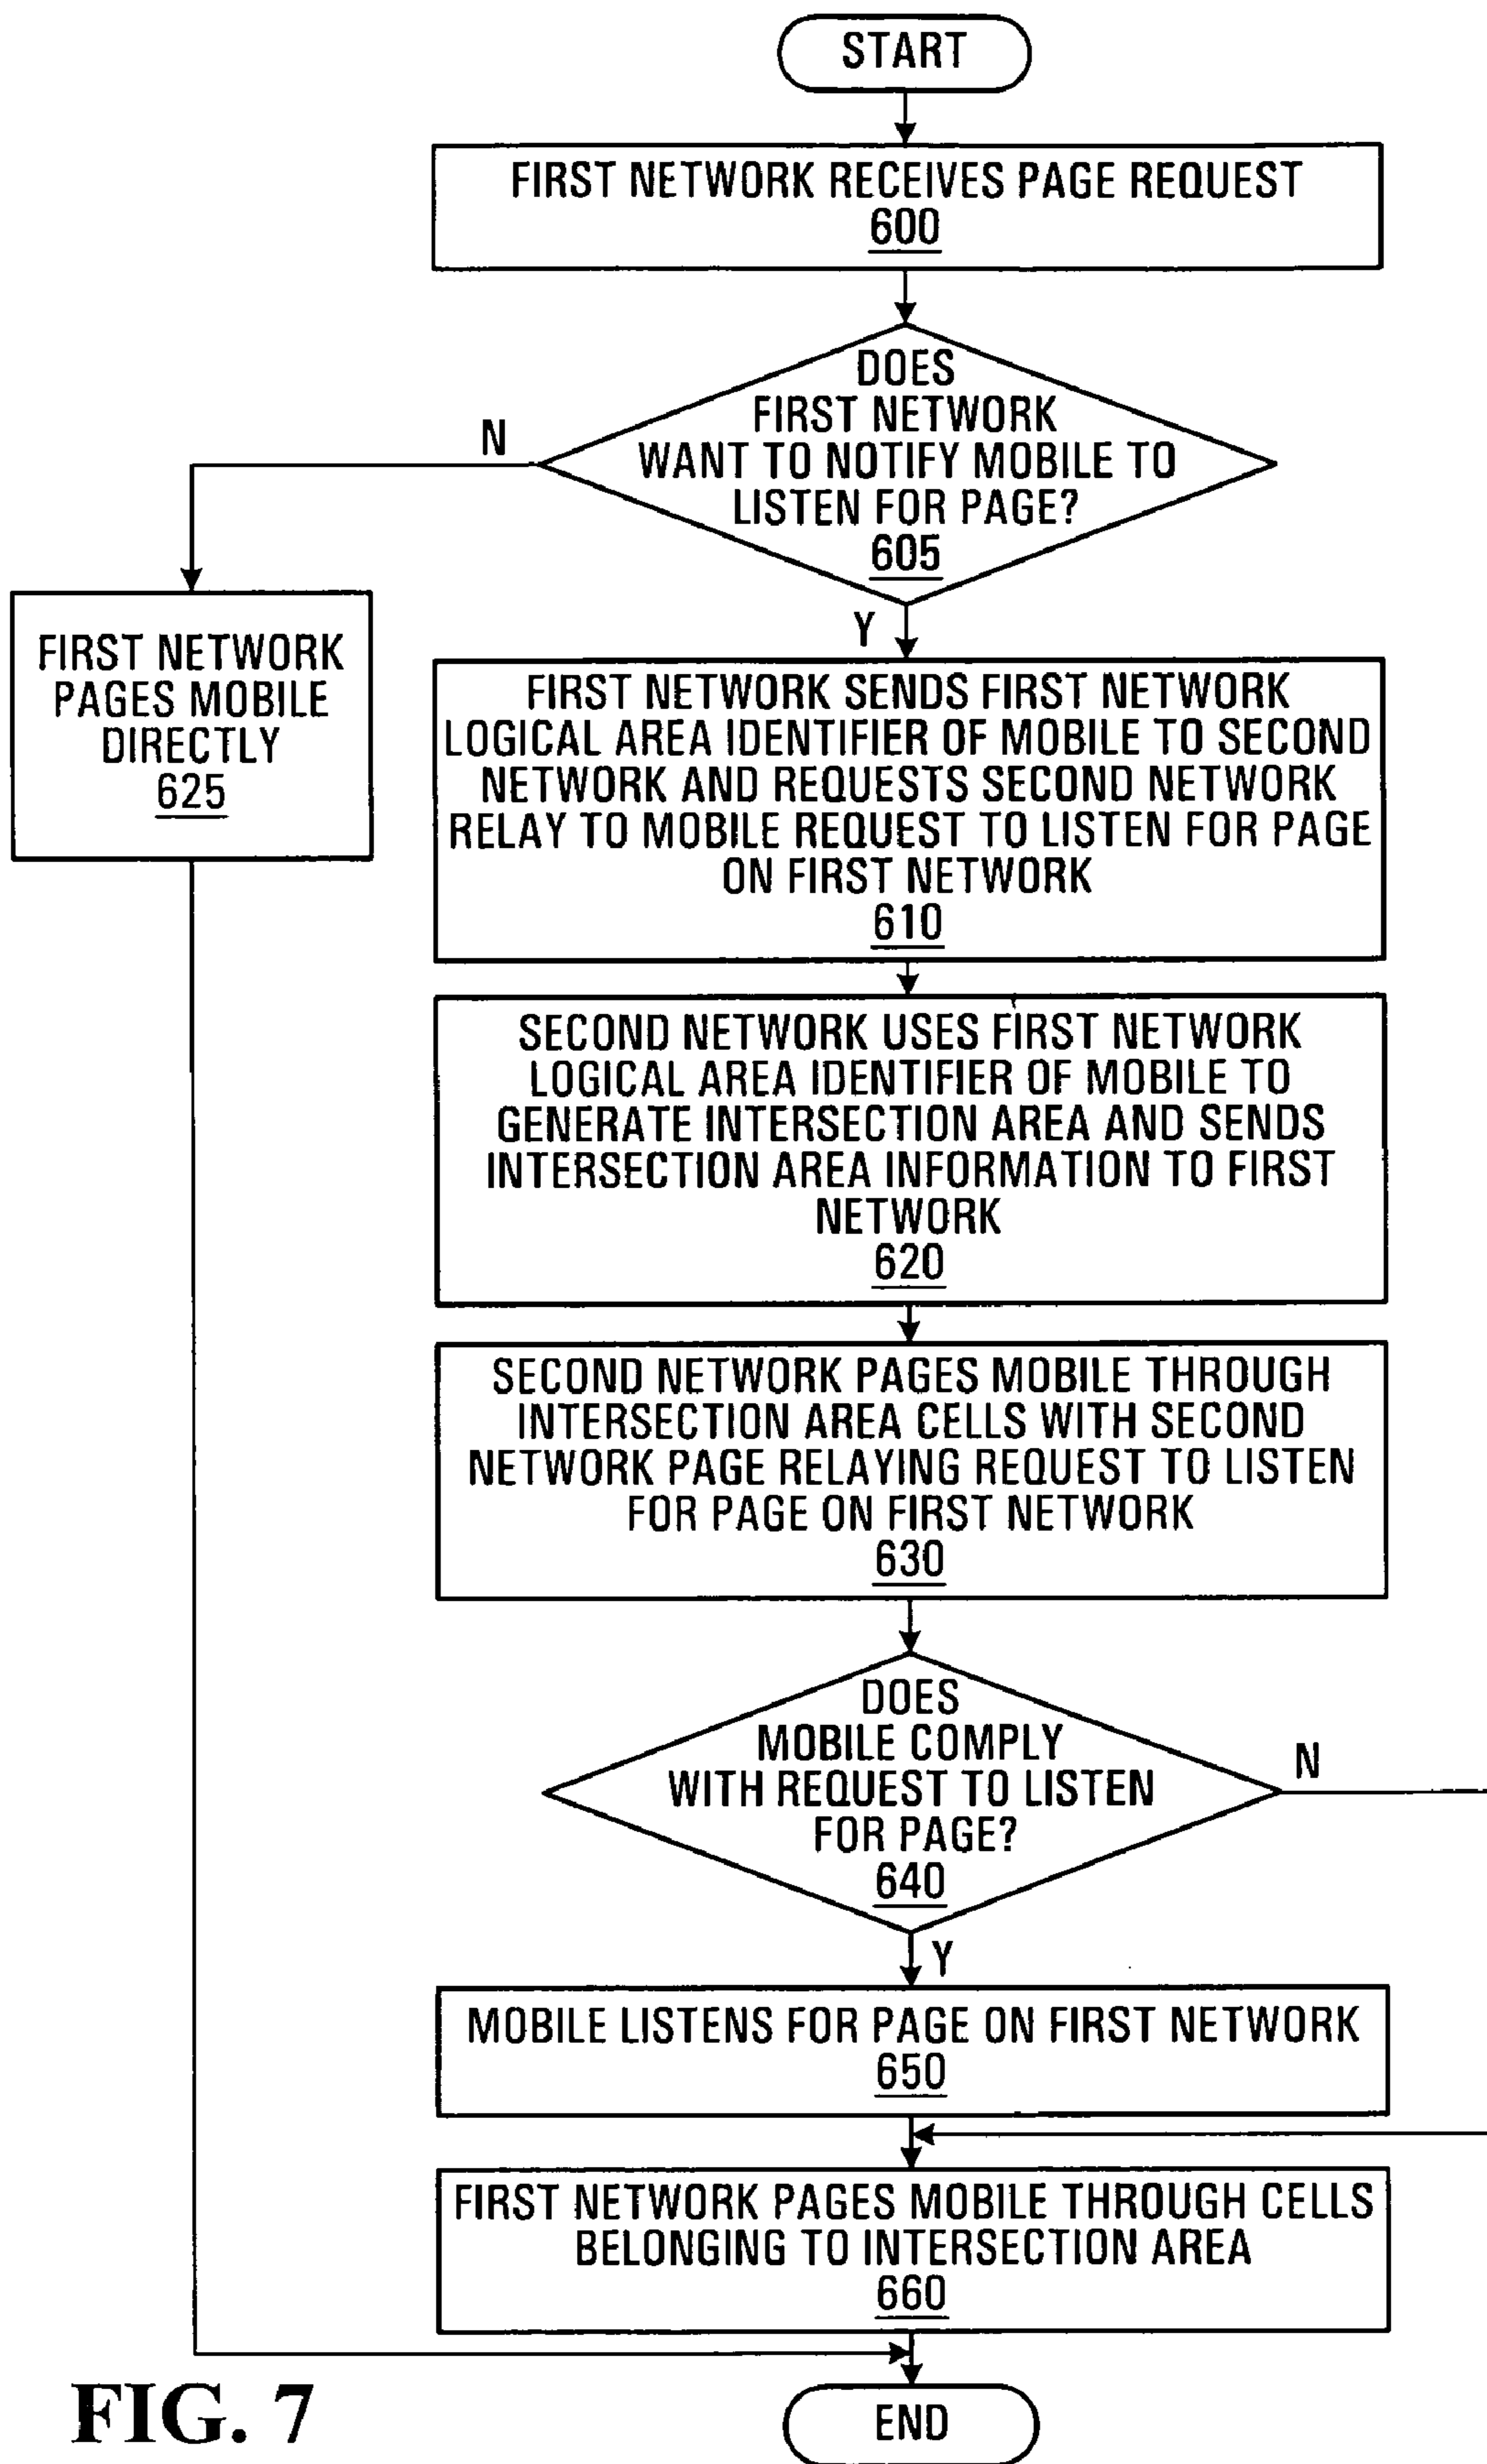 START
FIRST NETWORK RECEIVES PAGE REQUEST
600
DOES
FIRST NETWORK
WANT TO NOTIFY MOBILE TO
LISTEN FOR PAGE?
605
N
Y
FIRST NETWORK
PAGES MOBILE
DIRECTLY
625
FIRST NETWORK SENDS FIRST NETWORK
LOGICAL AREA IDENTIFIER OF MOBILE TO SECOND
NETWORK AND REQUESTS SECOND NETWORK
RELAY TO MOBILE REQUEST TO LISTEN FOR PAGE
ON FIRST NETWORK
610
SECOND NETWORK USES FIRST NETWORK
LOGICAL AREA IDENTIFIER OF MOBILE TO
GENERATE INTERSECTION AREA AND SENDS
INTERSECTION AREA INFORMATION TO FIRST
NETWORK
620
SECOND NETWORK PAGES MOBILE THROUGH
INTERSECTION AREA CELLS WITH SECOND
NETWORK PAGE RELAYING REQUEST TO LISTEN
FOR PAGE ON FIRST NETWORK
630
DOES
MOBILE COMPLY
WITH REQUEST TO LISTEN
FOR PAGE?
640
N
Y
MOBILE LISTENS FOR PAGE ON FIRST NETWORK
650
FIRST NETWORK PAGES MOBILE THROUGH CELLS
BELONGING TO INTERSECTION AREA
660
END
FIG. 7